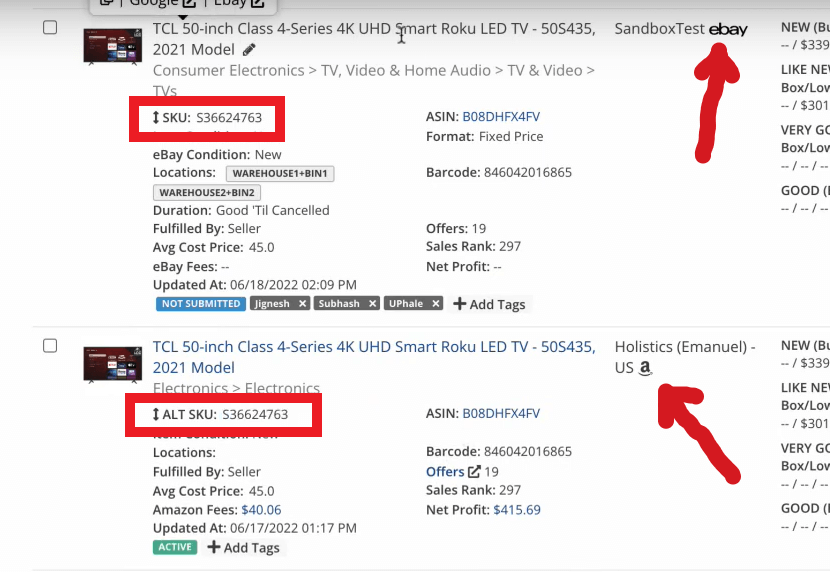 Google Ebay
TCL 50-inch Class 4-Series 4K UHD Smart Roku LED TV - 50S435,
2021 Model
Consumer Electronics > TV, Video & Home Audio > TV & Video >
TVs
SKU: S36624763
ASIN: B08DHFX4FV
Format: Fixed Price
eBay Condition: New
Locations: WAREHOUSE1+BIN1
WAREHOUSE2+BIN2
Barcode: 846042016865
Duration: Good 'Til Cancelled
Fulfilled By: Seller
Offers: 19
Avg Cost Price: 45.0
Sales Rank: 297
eBay Fees: --
Net Profit: --
Updated At: 06/18/2022 02:09 PM
NOT SUBMITTED Jignesh × Subhash × UPhale × + Add Tags
SandboxTest ebay
NEW (Bu
-- / $339
LIKE NEW
Box/Low
-- / $301
VERY GO
Box/Low
-- / -- / --
GOOD (B
-- / -- / --
TCL 50-inch Class 4-Series 4K UHD Smart Roku LED TV - 50S435,
2021 Model
Electronics > Electronics
ALT SKU: S36624763
ASIN: B08DHFX4FV
Item Condition: New
Locations:
Barcode: 846042016865
Fulfilled By: Seller
Offers 19
Avg Cost Price: 45.0
Sales Rank: 297
Amazon Fees: $40.06
Net Profit: $415.69
Updated At: 06/17/2022 01:17 PM
ACTIVE + Add Tags
Holistics (Emanuel) -
US a
NEW (Bu
-- / $339
LIKE NEW
Box/Low
-- / $301
VERY GO
Box/Low
-- / -- / --
GOOD (
-- / -- / --